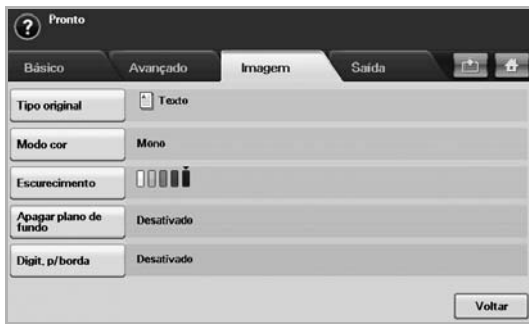 ? Pronto
Básico Avançado Imagem Saída
Tipo original Texto
Modo cor Mono
Escurecimento
Apagar plano de
fundo Desativado
Digit. p/borda Desativado
Voltar